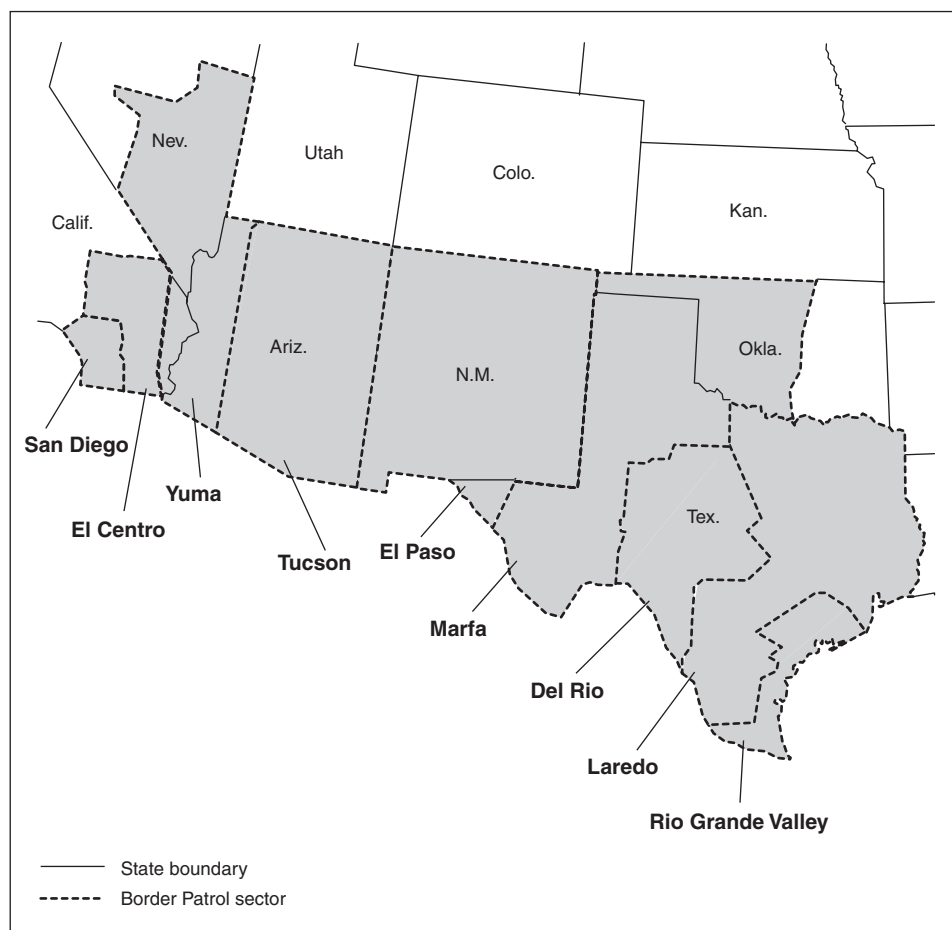 Nev.
Utah
Colo.
Kan.
Calif.
Ariz.
N.M.
Okla.
San Diego
Yuma
Tex.
El Centro
Tucson
El Paso
Marfa
Del Rio
Laredo
Rio Grande Valley
State boundary
Border Patrol sector